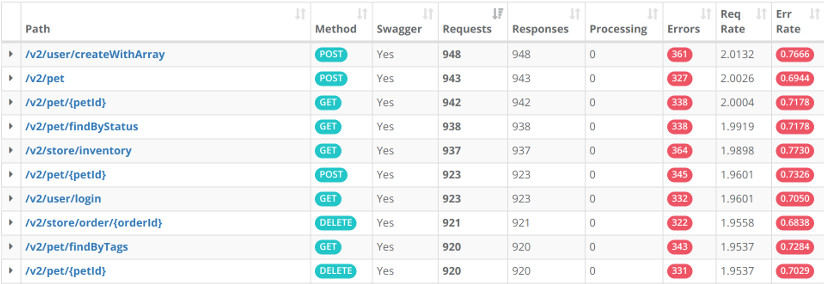 Path Method Swagger Requests Responses Processing Errors Req Rate Err Rate
/v2/user/createWithArray POST Yes 948 948 0 361 2.0132 0.7666
/v2/pet POST Yes 943 943 0 327 2.0026 0.6944
/v2/pet/{petId} GET Yes 942 942 0 338 2.0004 0.7178
/v2/pet/findByStatus GET Yes 938 938 0 338 1.9919 0.7178
/v2/store/inventory GET Yes 937 937 0 364 1.9898 0.7730
/v2/pet/{petId} POST Yes 923 923 0 345 1.9601 0.7326
/v2/user/login GET Yes 923 923 0 332 1.9601 0.7050
/v2/store/order/{orderId} DELETE Yes 921 921 0 322 1.9558 0.6838
/v2/pet/findByTags GET Yes 920 920 0 343 1.9537 0.7284
/v2/pet/{petId} DELETE Yes 920 920 0 331 1.9537 0.7029